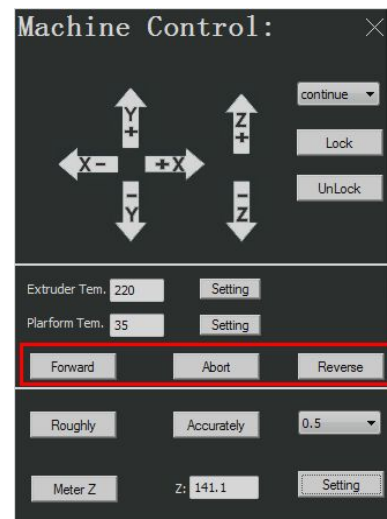 Machine Control:
continue
Y+
Z+
Lock
X-
+X
UnLock
-Y
-Z
Extruder Tem. 220 Setting
Plarform Tem. 35 Setting
Forward Abort Reverse
Roughly Accurately 0.5
Meter Z Z: 141.1 Setting